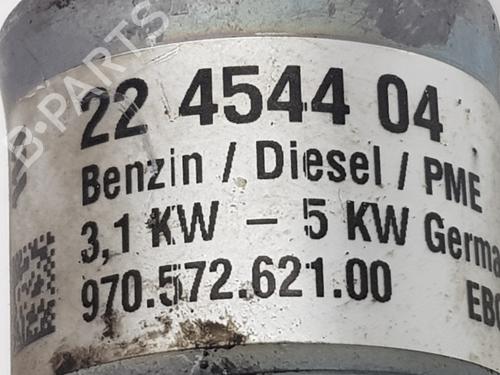 B-PARTS
22 4544 04
Benzin / Diesel / PME
3,1 KW – 5 KW Germa
970.572.621.00
EB